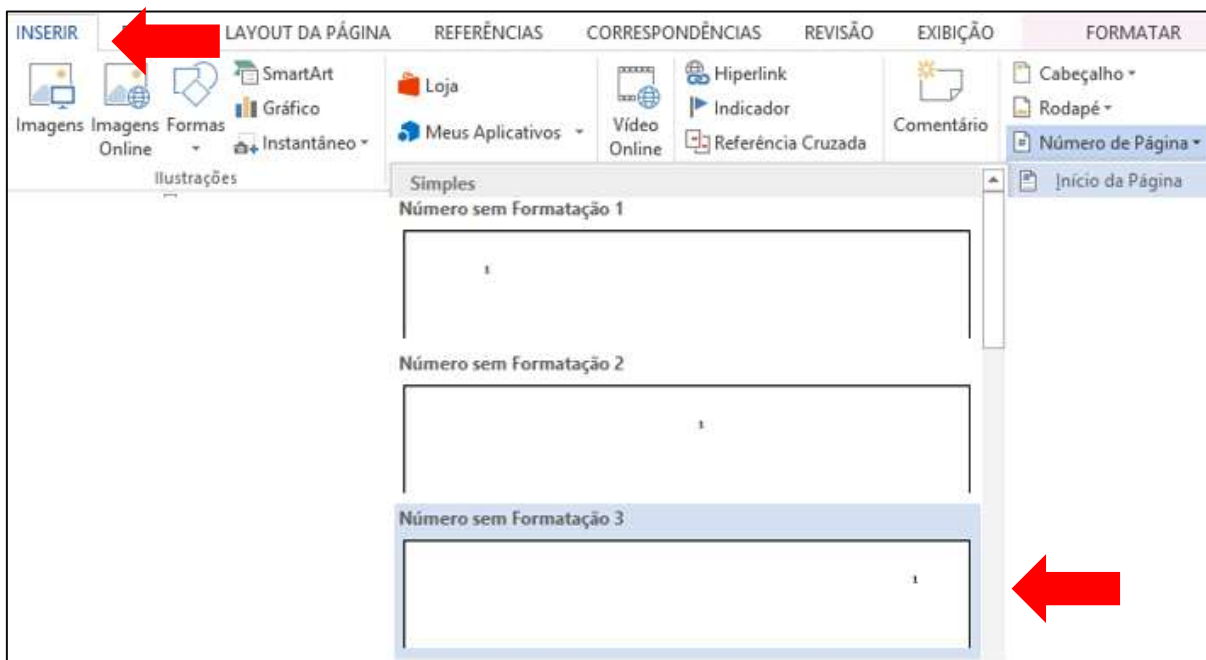 INSERIR LAYOUT DA PÁGINA REFERÊNCIAS CORRESPONDÊNCIAS REVISÃO EXIBIÇÃO FORMATAR
Imagens
Imagens Online
Formas
SmartArt
Gráfico
Instantâneo
Ilustrações
Loja
Meus Aplicativos
Vídeo Online
Hiperlink
Indicador
Referência Cruzada
Comentário
Cabeçalho
Rodapé
Número de Página
Início da Página
Simples
Número sem Formatação 1
1
Número sem Formatação 2
1
Número sem Formatação 3
1